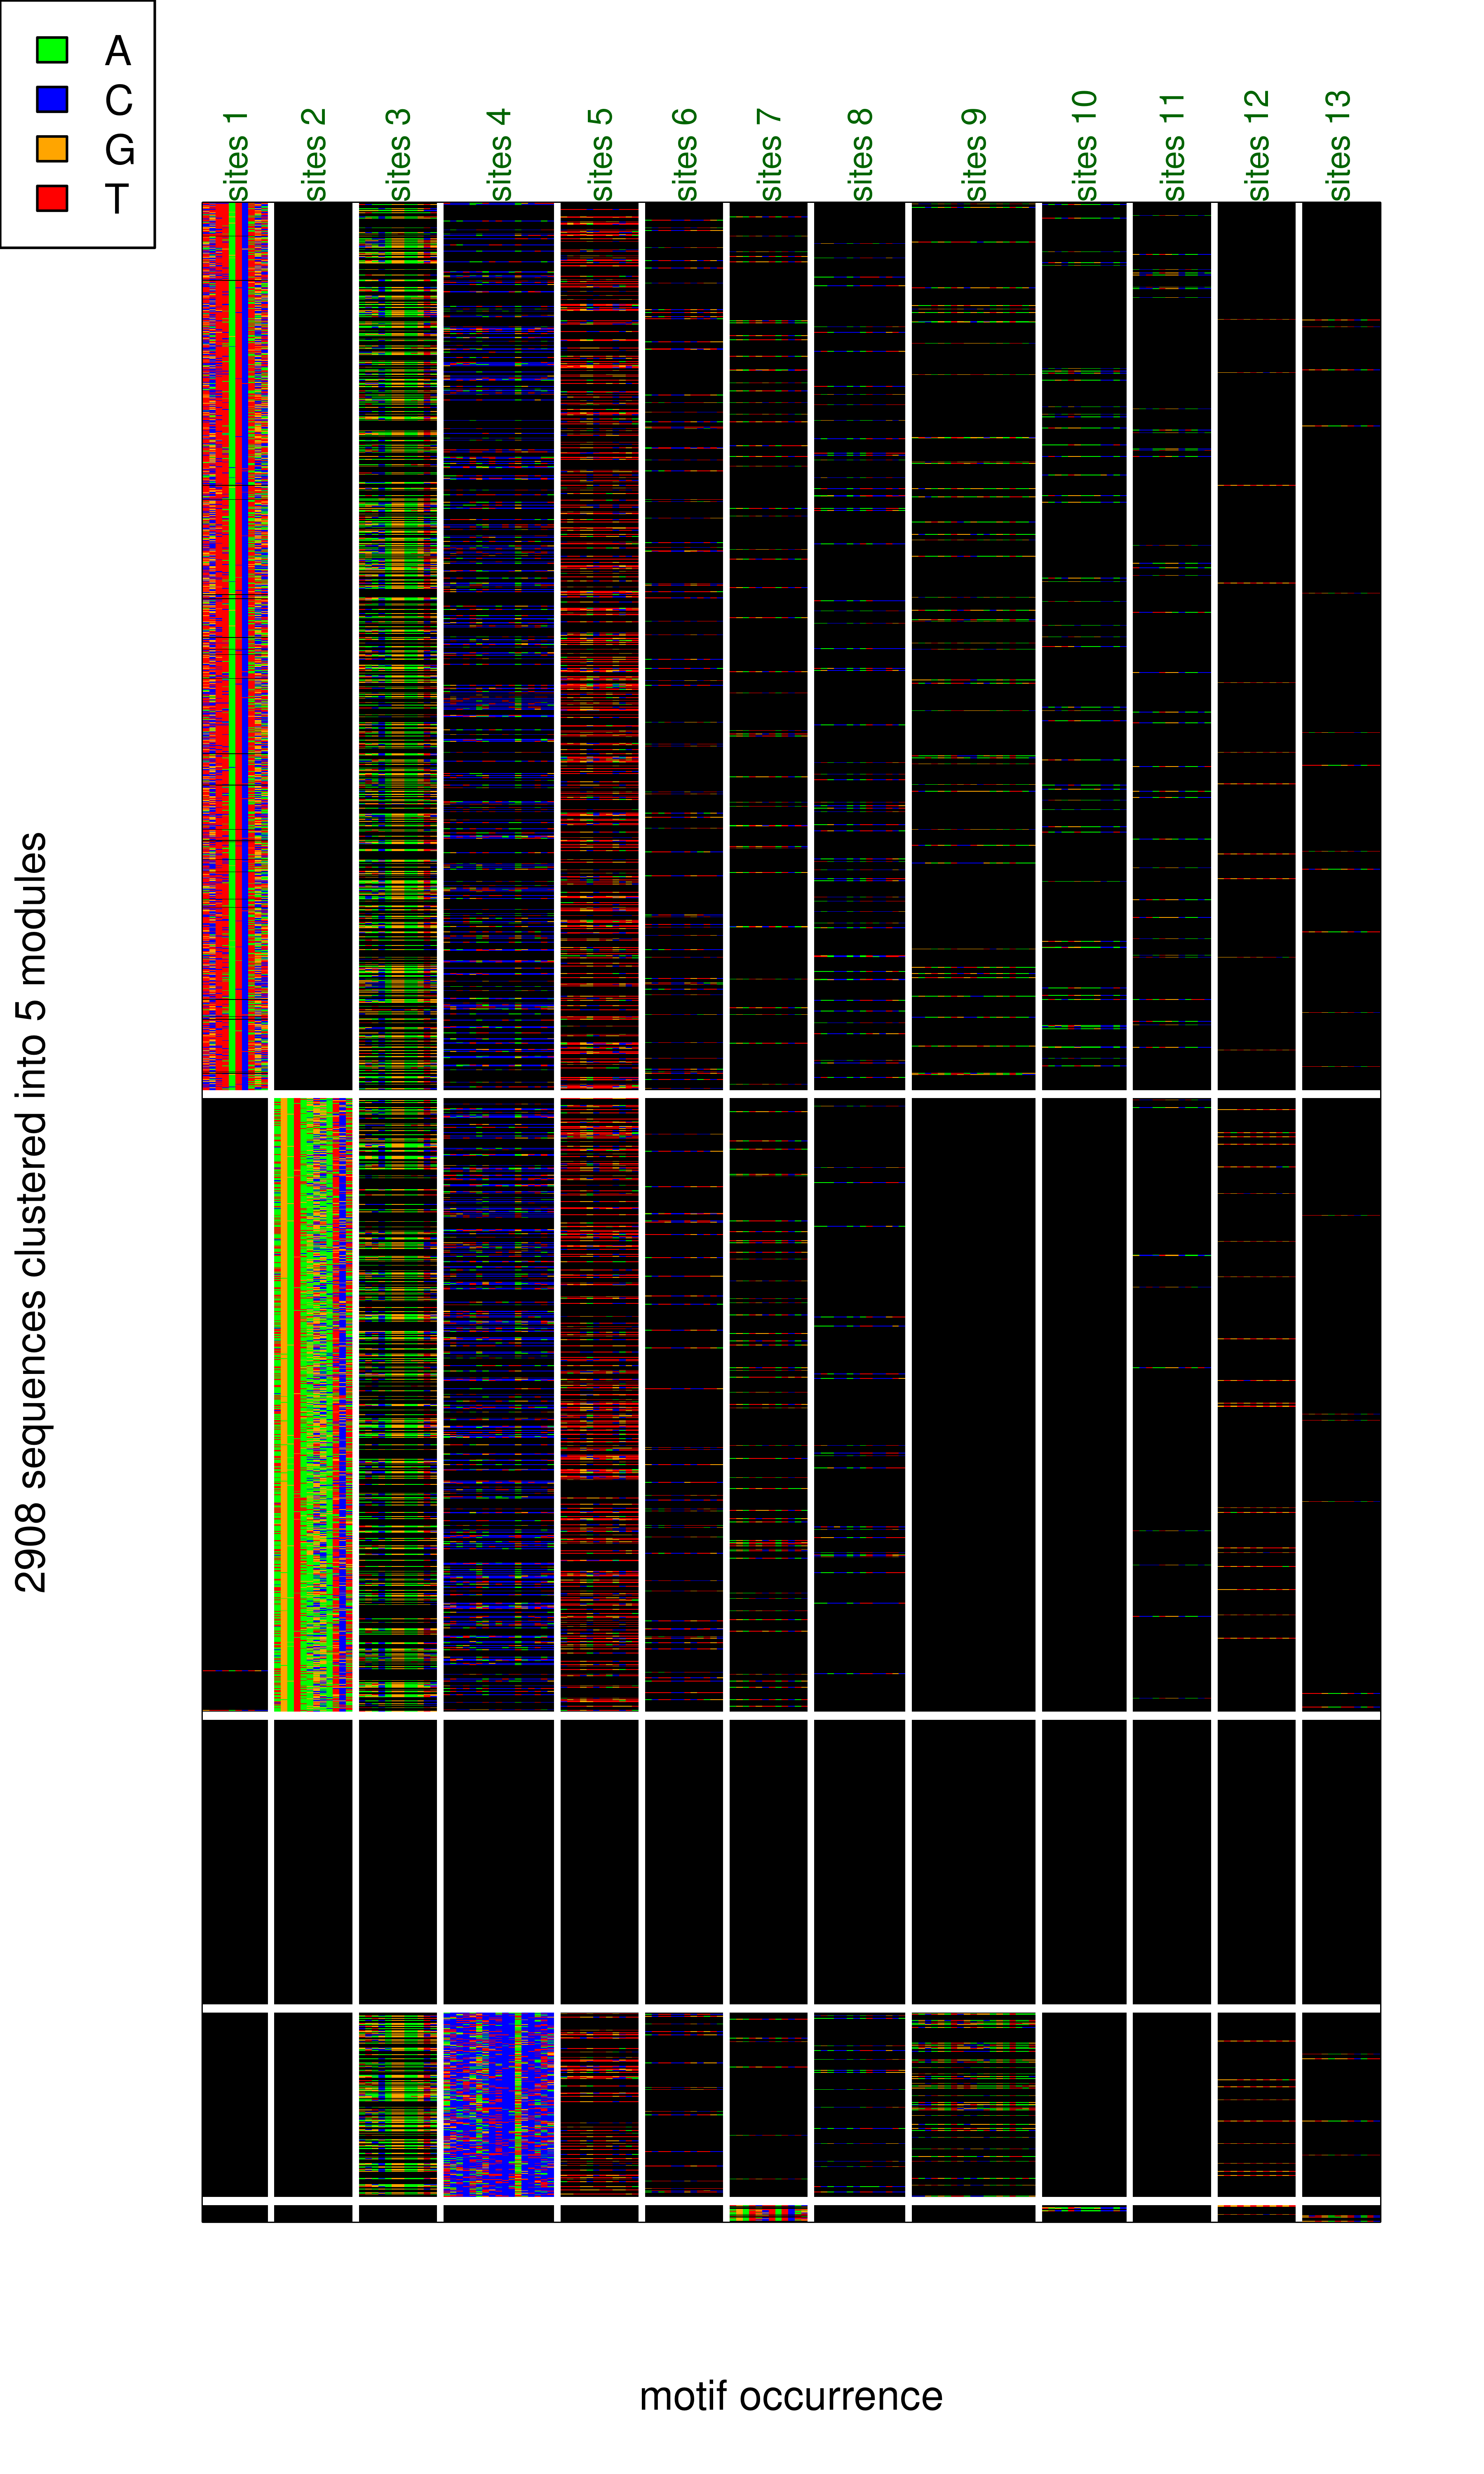 A
C
G
T
sites 1
sites 2
sites 3
sites 4
sites 5
sites 6
sites 7
sites 8
sites 9
sites 10
sites 11
sites 12
sites 13
2908 sequences clustered into 5 modules
motif occurrence